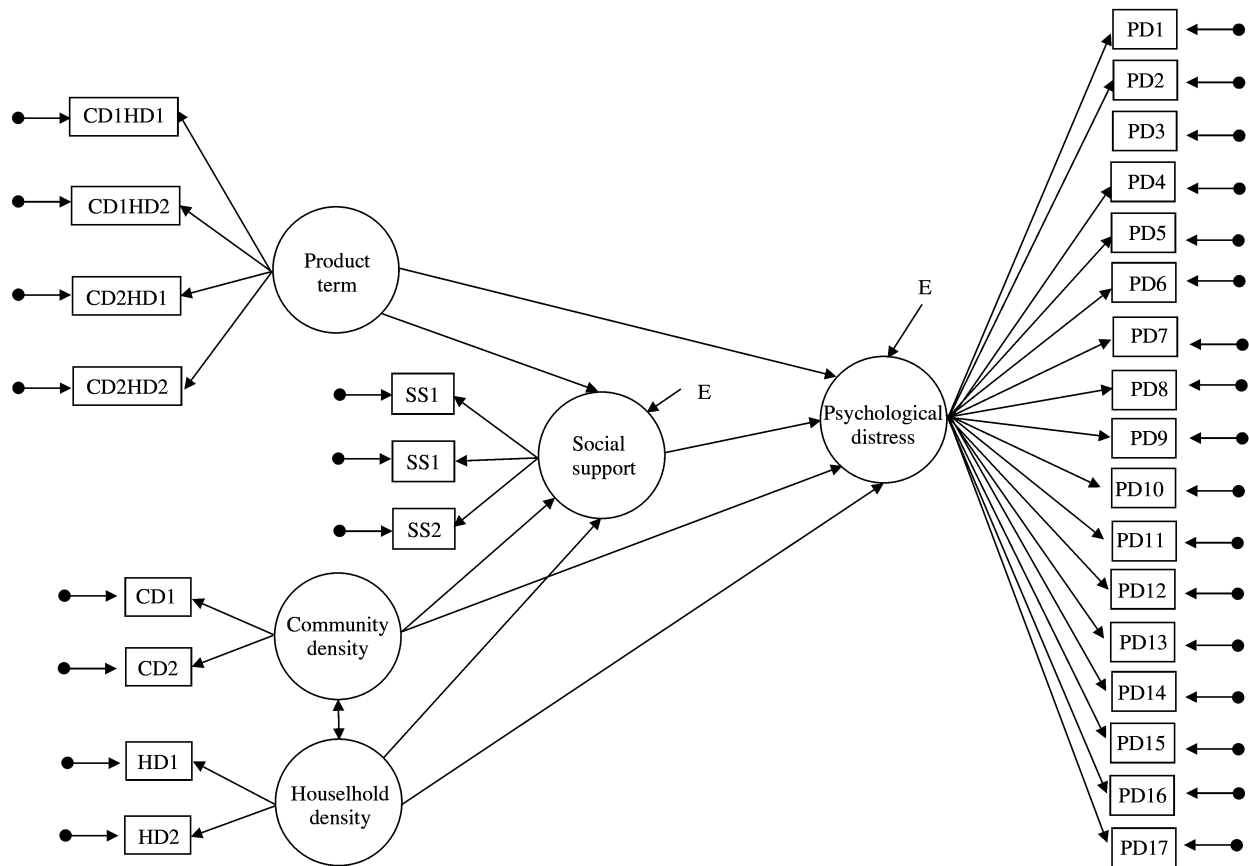 CD1HD1
CD1HD2
CD2HD1
CD2HD2
Product
term
SS1
SS1
SS2
E
Social
support
CD1
CD2
Community
density
HD1
HD2
Houselhold
density
E
Psychological
distress
PD1
PD2
PD3
PD4
PD5
PD6
PD7
PD8
PD9
PD10
PD11
PD12
PD13
PD14
PD15
PD16
PD17